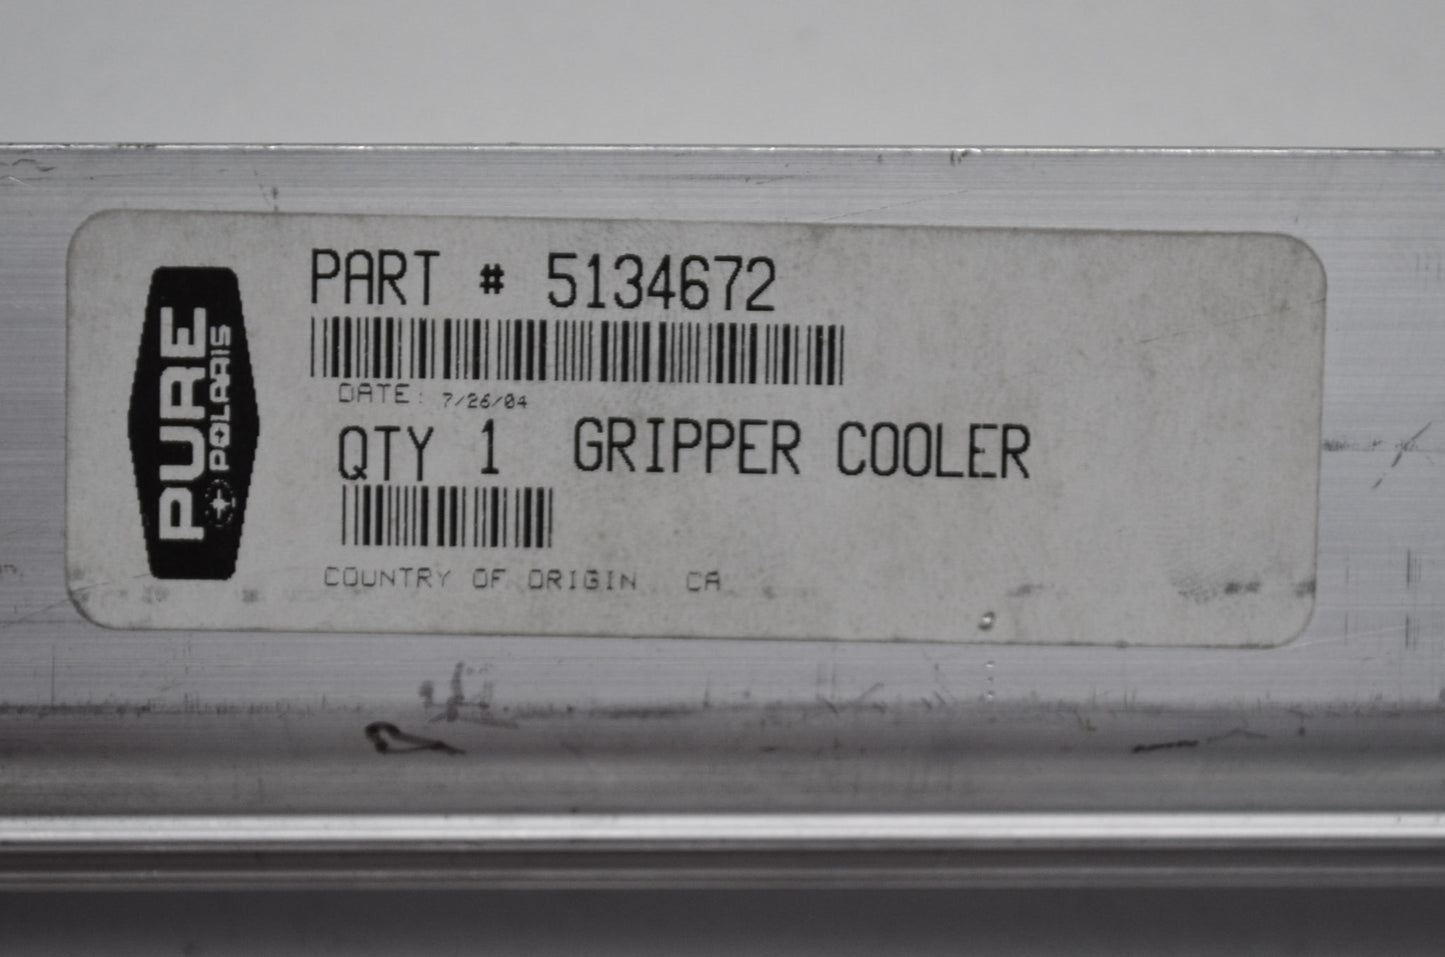 PURE
POLARIS
PART # 5134672
DATE: 7/26/04
QTY 1 GRIPPER COOLER
COUNTRY OF ORIGIN CA